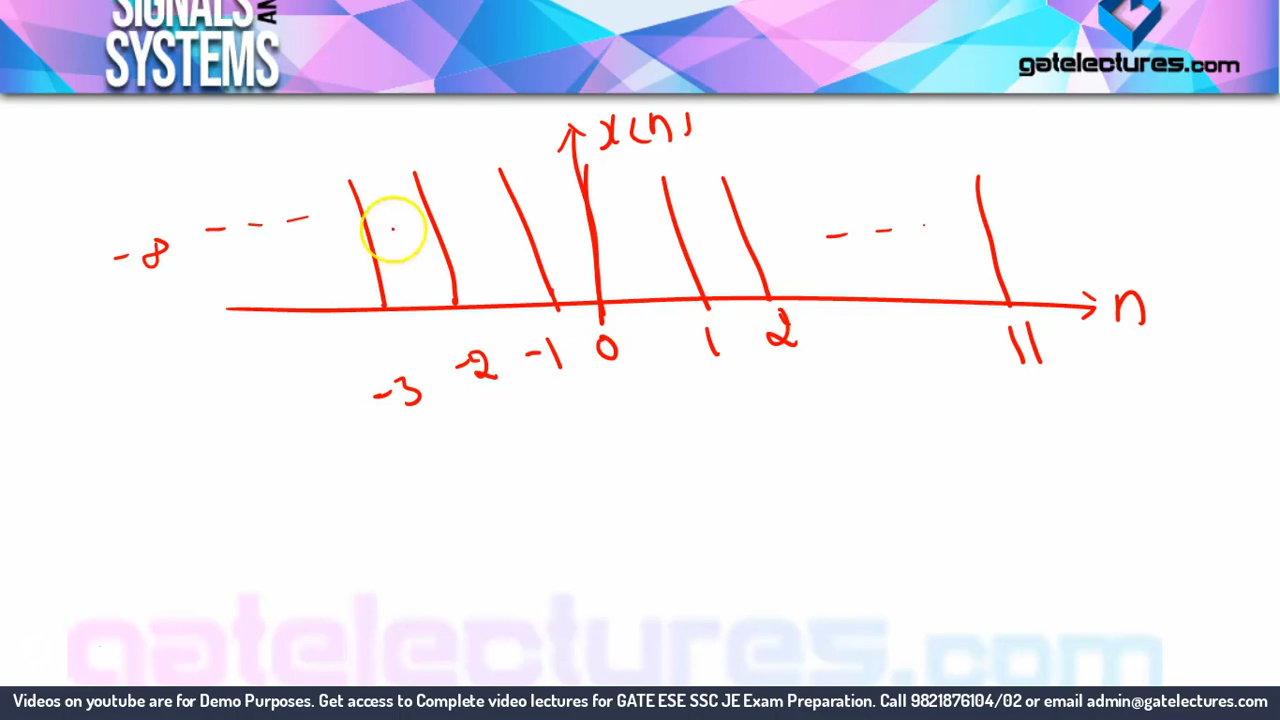 SIGNALS AND
SYSTEMS
gatelectures.com
x(n)
-8
n
-3 -2 -1 0 1 2 11
gatelectures.com
Videos on youtube are for Demo Purposes. Get access to Complete video lectures for GATE ESE SSC JE Exam Preparation. Call 9821876104/02 or email admin@gatelectures.com